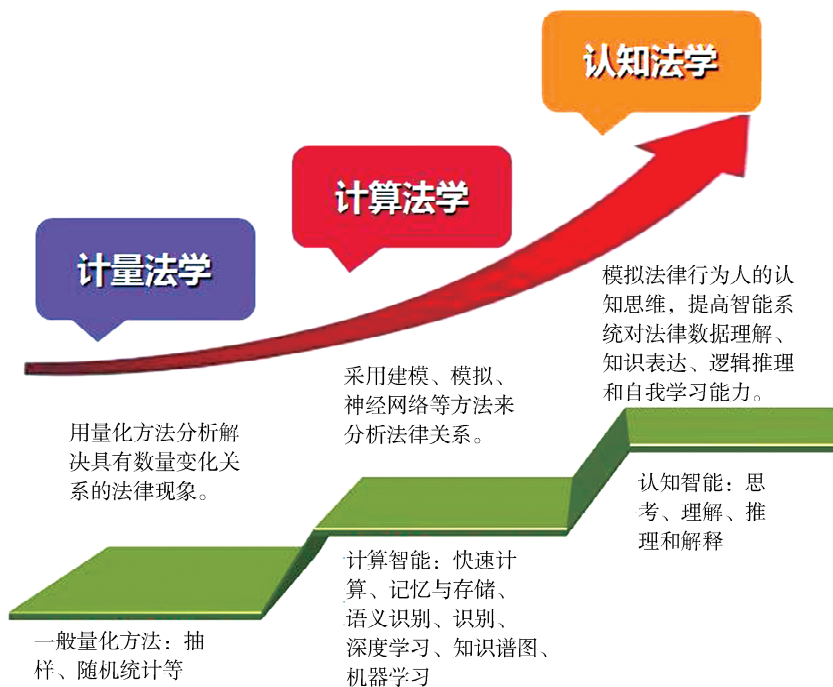 认知法学
计算法学
计量法学
模拟法律行为人的认
知思维，提高智能系
统对法律数据理解、
知识表达、逻辑推理
和自我学习能力。
采用建模、模拟、
神经网络等方法来
分析法律关系。
用量化方法分析解
决具有数量变化关
系的法律现象。
认知智能：思
考、理解、推
理和解释
计算智能：快速计
算、记忆与存储、
语义识别、识别、
深度学习、知识谱图、
机器学习
一般量化方法：抽
样、随机统计等